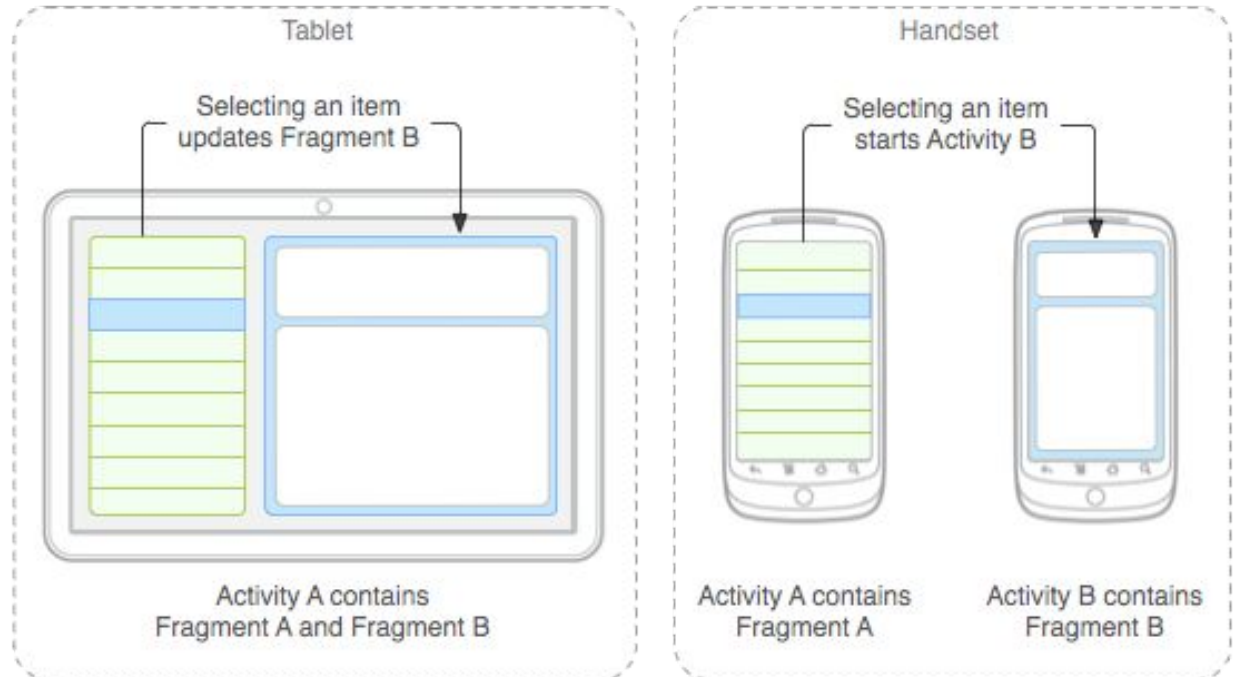 Tablet
Selecting an item
updates Fragment B
Activity A contains
Fragment A and Fragment B
Handset
Selecting an item
starts Activity B
Activity A contains
Fragment A
Activity B contains
Fragment B